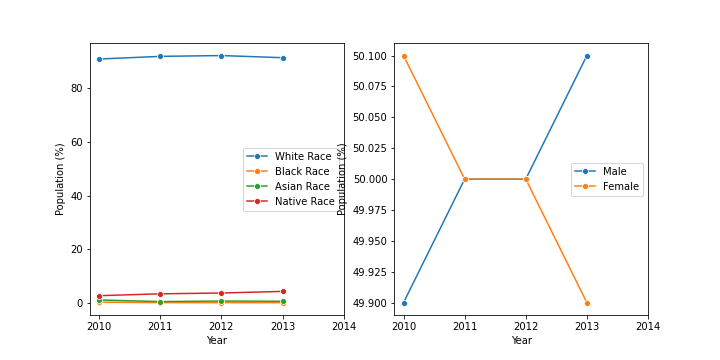 Population (%)
80
60
40
20
0
2010 2011 2012 2013 2014
Year
White Race
Black Race
Asian Race
Native Race
Population (%)
50.100
50.075
50.050
50.025
50.000
49.975
49.950
49.925
49.900
2010 2011 2012 2013 2014
Year
Male
Female